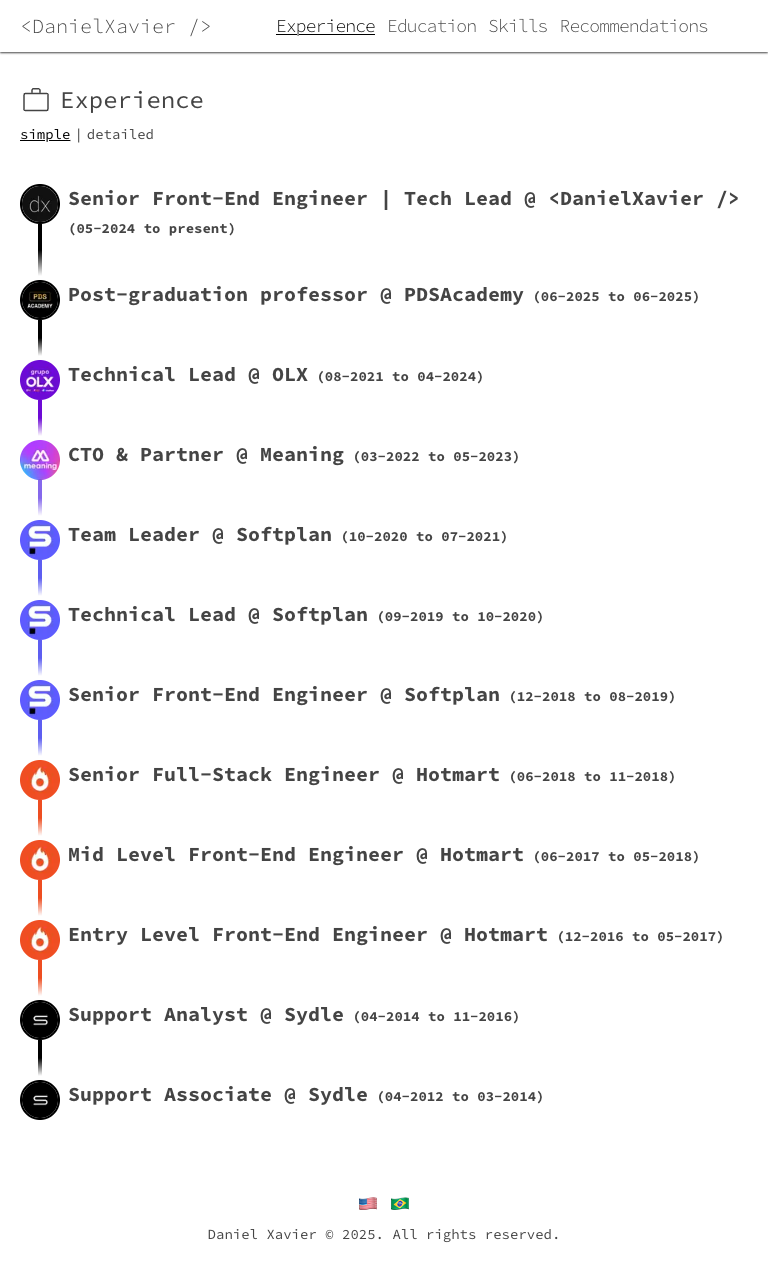 <DanielXavier />
Experience Education Skills Recommendations
Experience
simple | detailed
dx
Senior Front-End Engineer | Tech Lead @ <DanielXavier />
(05-2024 to present)
PDS
ACADEMY
Post-graduation professor @ PDSAcademy (06-2025 to 06-2025)
grupo
OLX
Technical Lead @ OLX (08-2021 to 04-2024)
meaning
CTO & Partner @ Meaning (03-2022 to 05-2023)
Team Leader @ Softplan (10-2020 to 07-2021)
Technical Lead @ Softplan (09-2019 to 10-2020)
Senior Front-End Engineer @ Softplan (12-2018 to 08-2019)
Senior Full-Stack Engineer @ Hotmart (06-2018 to 11-2018)
Mid Level Front-End Engineer @ Hotmart (06-2017 to 05-2018)
Entry Level Front-End Engineer @ Hotmart (12-2016 to 05-2017)
Support Analyst @ Sydle (04-2014 to 11-2016)
Support Associate @ Sydle (04-2012 to 03-2014)
Daniel Xavier © 2025. All rights reserved.